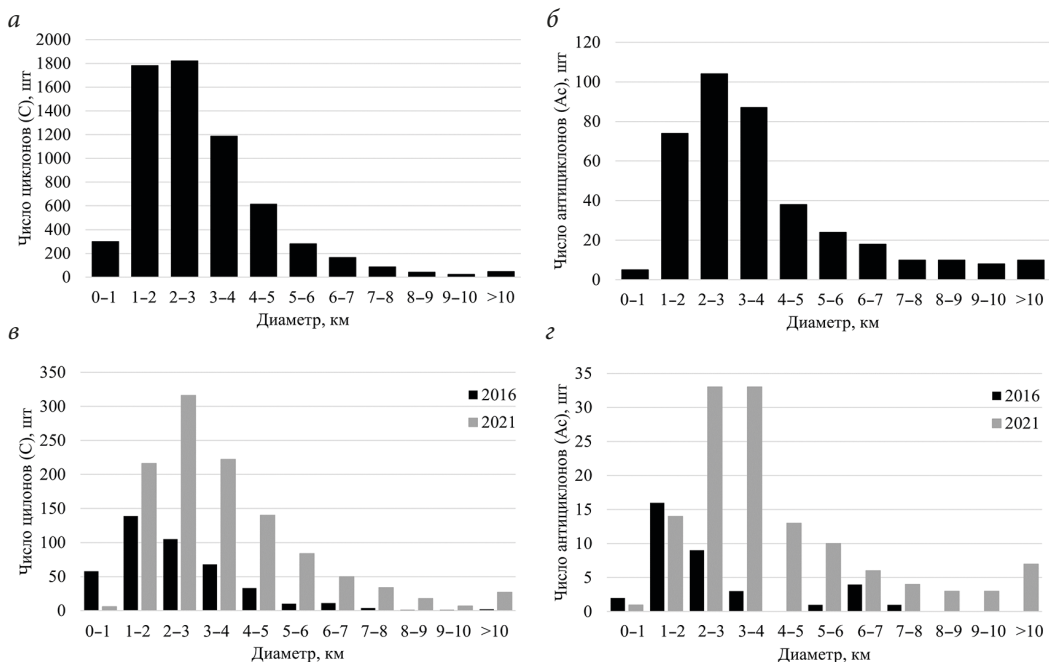 а
Число циклонов (С), шт
2000
1800
1600
1400
1200
1000
800
600
400
200
0
0–1 1–2 2–3 3–4 4–5 5–6 6–7 7–8 8–9 9–10 >10
Диаметр, км
б
Число антициклонов (Ас), шт
120
100
80
60
40
20
0
0–1 1–2 2–3 3–4 4–5 5–6 6–7 7–8 8–9 9–10 >10
Диаметр, км
в
Число цилонов (С), шт
350
300
250
200
150
100
50
0
2016
2021
0–1 1–2 2–3 3–4 4–5 5–6 6–7 7–8 8–9 9–10 >10
Диаметр, км
г
Число антициклонов (Ас), шт
35
30
25
20
15
10
5
0
2016
2021
0–1 1–2 2–3 3–4 4–5 5–6 6–7 7–8 8–9 9–10 >10
Диаметр, км